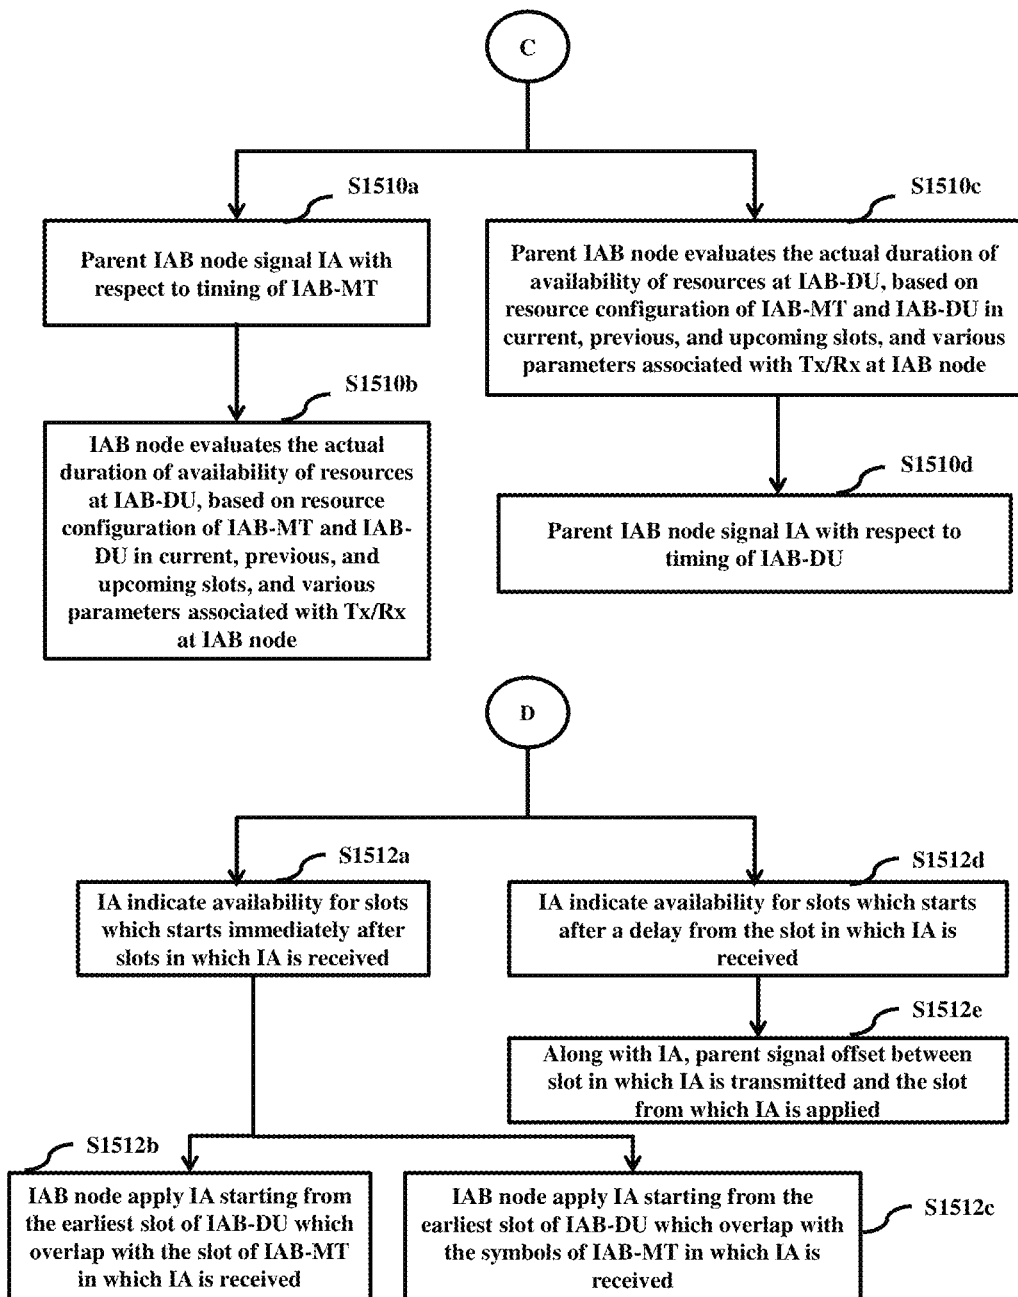 C
S1510a
Parent IAB node signal IA with
respect to timing of IAB-MT
S1510b
IAB node evaluates the actual
duration of availability of resources
at IAB-DU, based on resource
configuration of IAB-MT and IAB-
DU in current, previous, and
upcoming slots, and various
parameters associated with Tx/Rx
at IAB node
S1510c
Parent IAB node evaluates the actual duration of
availability of resources at IAB-DU, based on
resource configuration of IAB-MT and IAB-DU in
current, previous, and upcoming slots, and various
parameters associated with Tx/Rx at IAB node
S1510d
Parent IAB node signal IA with respect to
timing of IAB-DU
D
S1512a
IA indicate availability for slots
which starts immediately after
slots in which IA is received
S1512d
IA indicate availability for slots which starts
after a delay from the slot in which IA is
received
S1512e
Along with IA, parent signal offset between
slot in which IA is transmitted and the slot
from which IA is applied
S1512b
IAB node apply IA starting from
the earliest slot of IAB-DU which
overlap with the slot of IAB-MT
in which IA is received
S1512c
IAB node apply IA starting from the
earliest slot of IAB-DU which overlap with
the symbols of IAB-MT in which IA is
received